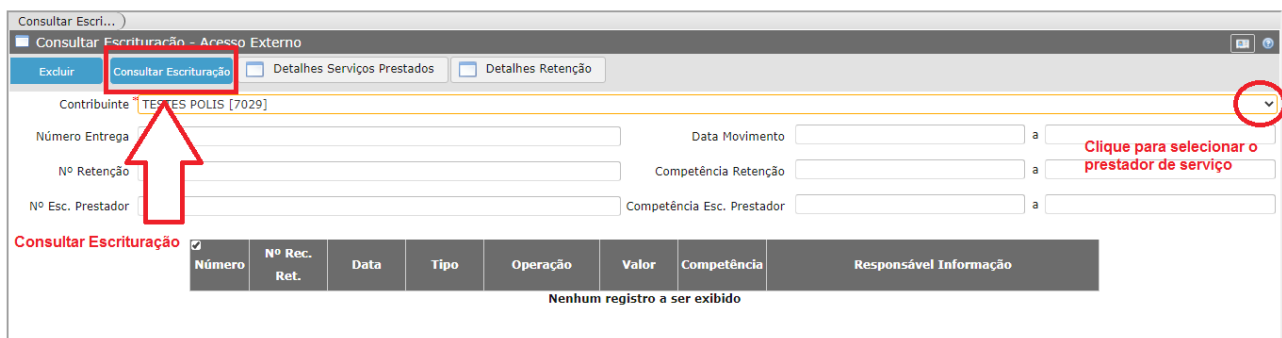 Consultar Escri...
Consultar Escrituração - Acesso Externo
Excluir Consultar Escrituração Detalhes Serviços Prestados Detalhes Retenção
Contribuinte * TESTES POLIS [7029]
Número Entrega Data Movimento a
Clique para selecionar o
prestador de serviço
Nº Retenção Competência Retenção a
Nº Esc. Prestador Competência Esc. Prestador a
Consultar Escrituração
Número Nº Rec. Ret. Data Tipo Operação Valor Competência Responsável Informação
Nenhum registro a ser exibido